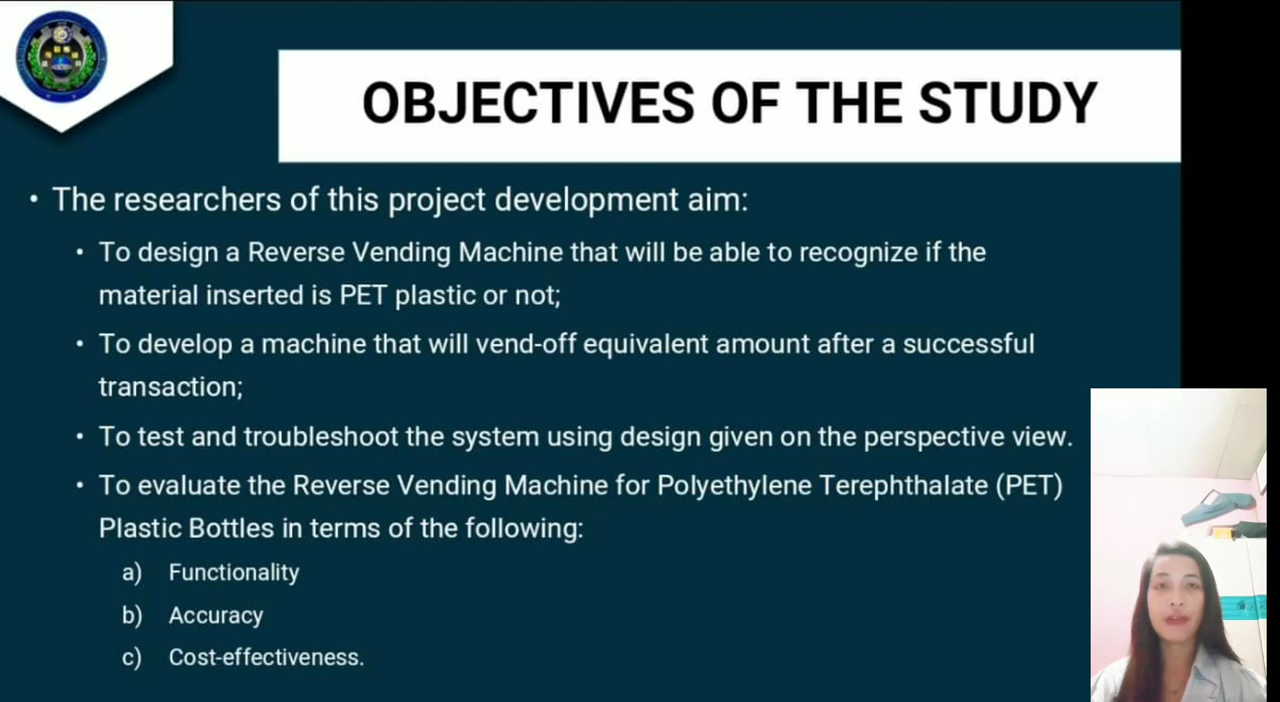 OBJECTIVES OF THE STUDY
• The researchers of this project development aim:
• To design a Reverse Vending Machine that will be able to recognize if the
material inserted is PET plastic or not;
• To develop a machine that will vend-off equivalent amount after a successful
transaction;
• To test and troubleshoot the system using design given on the perspective view.
• To evaluate the Reverse Vending Machine for Polyethylene Terephthalate (PET)
Plastic Bottles in terms of the following:
a) Functionality
b) Accuracy
c) Cost-effectiveness.